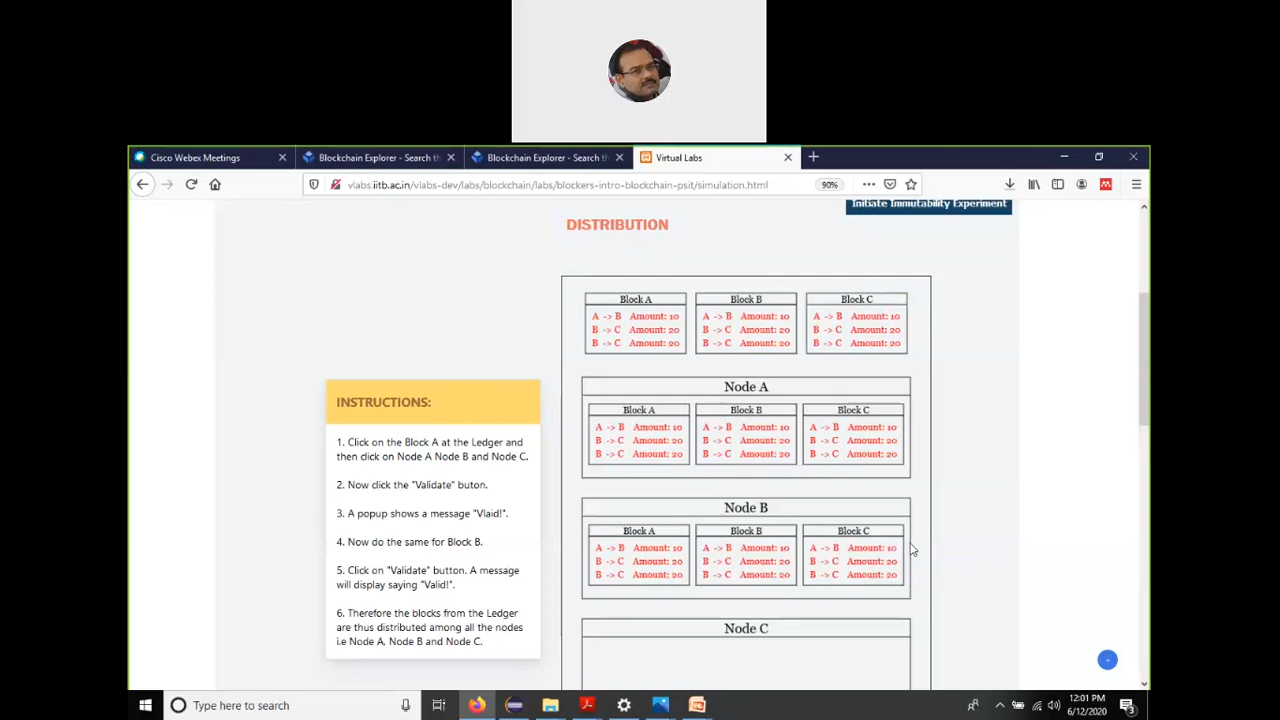 Cisco Webex Meetings
Blockchain Explorer - Search th
Blockchain Explorer - Search th
Virtual Labs
vlabs.iitb.ac.in/vlabs-dev/labs/blockchain/labs/blockers-intro-blockchain-psit/simulation.html
90%
Initiate Immutability Experiment
DISTRIBUTION
Block A
A -> B Amount: 10
B -> C Amount: 20
B -> C Amount: 20
Block B
A -> B Amount: 10
B -> C Amount: 20
B -> C Amount: 20
Block C
A -> B Amount: 10
B -> C Amount: 20
B -> C Amount: 20
Node A
Block A
A -> B Amount: 10
B -> C Amount: 20
B -> C Amount: 20
Block B
A -> B Amount: 10
B -> C Amount: 20
B -> C Amount: 20
Block C
A -> B Amount: 10
B -> C Amount: 20
B -> C Amount: 20
Node B
Block A
A -> B Amount: 10
B -> C Amount: 20
B -> C Amount: 20
Block B
A -> B Amount: 10
B -> C Amount: 20
B -> C Amount: 20
Block C
A -> B Amount: 10
B -> C Amount: 20
B -> C Amount: 20
Node C
INSTRUCTIONS:
1. Click on the Block A at the Ledger and
then click on Node A Node B and Node C.
2. Now click the "Validate" buton.
3. A popup shows a message "Vlaid!".
4. Now do the same for Block B.
5. Click on "Validate" button. A message
will display saying "Valid!".
6. Therefore the blocks from the Ledger
are thus distributed among all the nodes
i.e Node A, Node B and Node C.
Type here to search
12:01 PM
6/12/2020
3